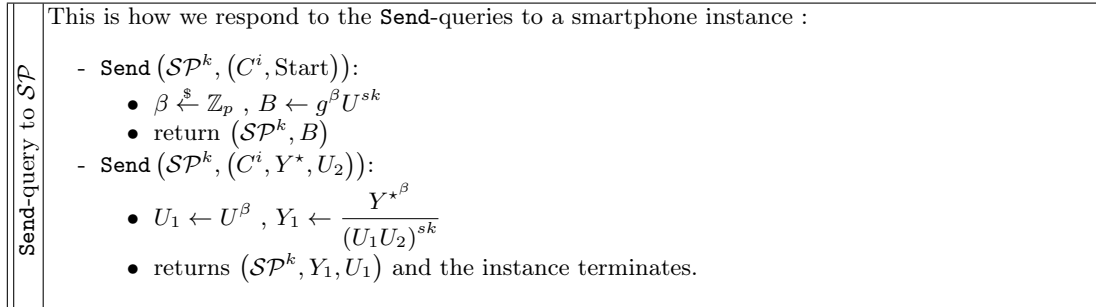 Send-query to 𝒮𝒫
This is how we respond to the Send-queries to a smartphone instance :
- Send (𝒮𝒫^k, (C^i, Start)):
• β ←$ ℤ_p , B ← g^β U^{sk}
• return (𝒮𝒫^k, B)
- Send (𝒮𝒫^k, (C^i, Y^⋆, U_2)):
• U_1 ← U^β , Y_1 ← Y^{⋆^β} / (U_1U_2)^{sk}
• returns (𝒮𝒫^k, Y_1, U_1) and the instance terminates.